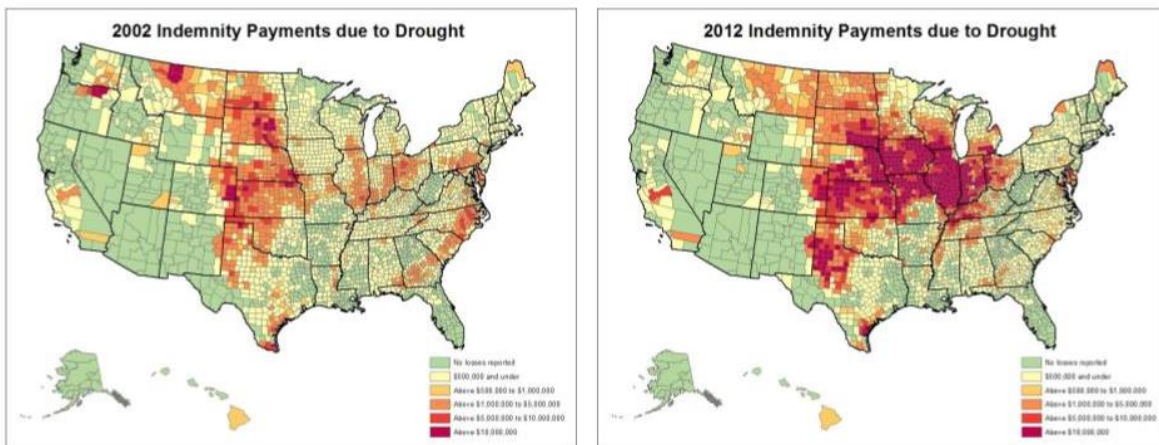 2002 Indemnity Payments due to Drought
No losses reported
$500,000 and under
Above $500,000 to $1,000,000
Above $1,000,000 to $5,000,000
Above $5,000,000 to $10,000,000
Above $10,000,000
2012 Indemnity Payments due to Drought
No losses reported
$500,000 and under
Above $500,000 to $1,000,000
Above $1,000,000 to $5,000,000
Above $5,000,000 to $10,000,000
Above $10,000,000